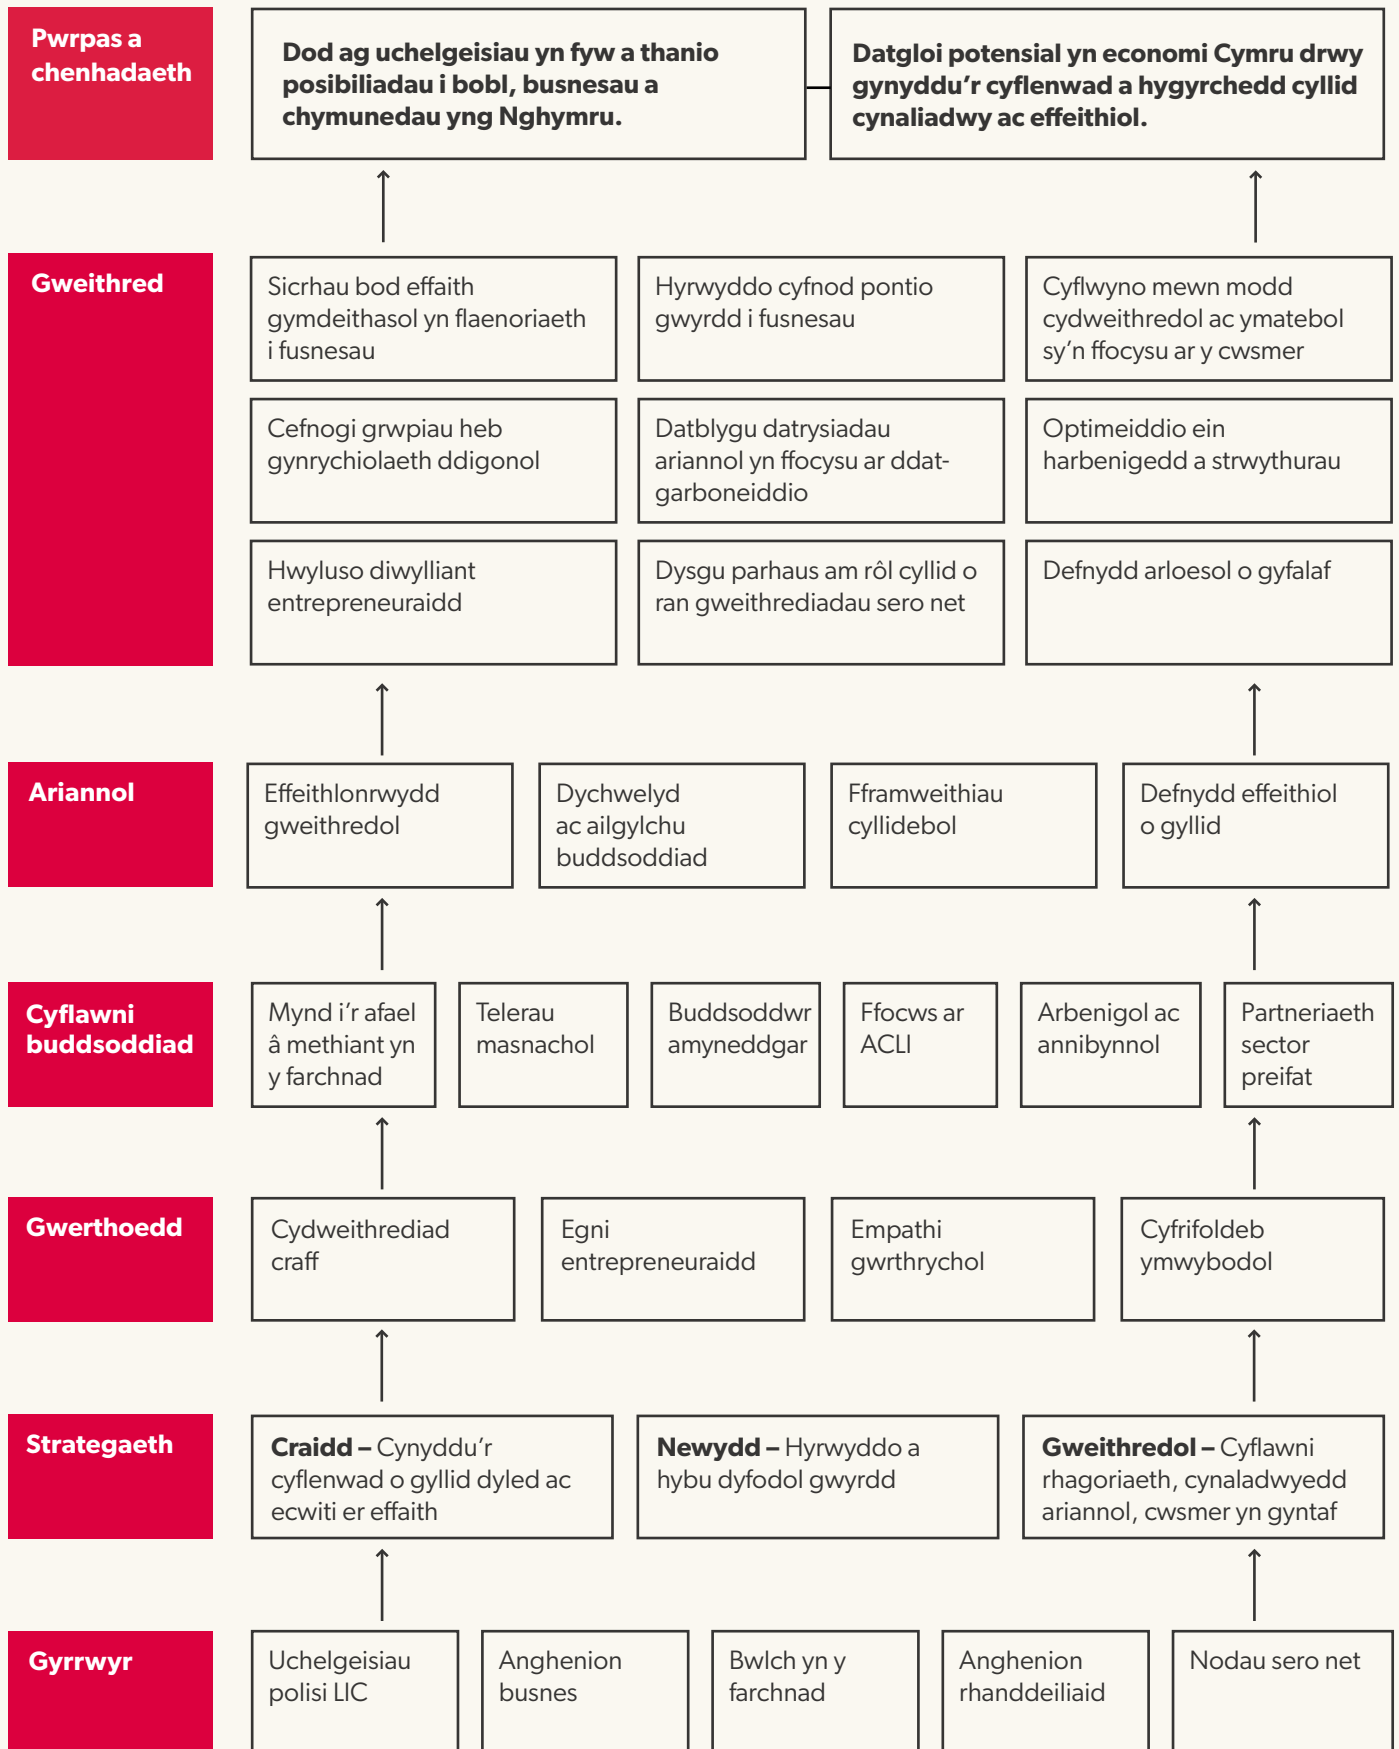 Pwrpas a
chenhadaeth
Dod ag uchelgeisiau yn fyw a thanio
posibiliadau i bobl, busnesau a
chymunedau yng Nghymru.
Datgloi potensial yn economi Cymru drwy
gynyddu’r cyflenwad a hygyrchedd cyllid
cynaliadwy ac effeithiol.
Gweithred
Sicrhau bod effaith
gymdeithasol yn flaenoriaeth
i fusnesau
Hyrwyddo cyfnod pontio
gwyrdd i fusnesau
Cyflwyno mewn modd
cydweithredol ac ymatebol
sy’n ffocysu ar y cwsmer
Cefnogi grwpiau heb
gynrychiolaeth ddigonol
Datblygu datrysiadau
ariannol yn ffocysu ar ddat-
garboneiddio
Optimeiddio ein
harbenigedd a strwythurau
Hwyluso diwylliant
entrepreneuraidd
Dysgu parhaus am rôl cyllid o
ran gweithrediadau sero net
Defnydd arloesol o gyfalaf
Ariannol
Effeithlonrwydd
gweithredol
Dychwelyd
ac ailgylchu
buddsoddiad
Fframweithiau
cyllidebol
Defnydd effeithiol
o gyllid
Cyflawni
buddsoddiad
Mynd i’r afael
â methiant yn
y farchnad
Telerau
masnachol
Buddsoddwr
amyneddgar
Ffocws ar
ACLI
Arbenigol ac
annibynnol
Partneriaeth
sector
preifat
Gwerthoedd
Cydweithrediad
craff
Egni
entrepreneuraidd
Empathi
gwrthrychol
Cyfrifoldeb
ymwybodol
Strategaeth
Craidd – Cynyddu’r
cyflenwad o gyllid dyled ac
ecwiti er effaith
Newydd – Hyrwyddo a
hybu dyfodol gwyrdd
Gweithredol – Cyflawni
rhagoriaeth, cynaladwyedd
ariannol, cwsmer yn gyntaf
Gyrrwyr
Uchelgeisiau
polisi LIC
Anghenion
busnes
Bwlch yn y
farchnad
Anghenion
rhanddeiliaid
Nodau sero net